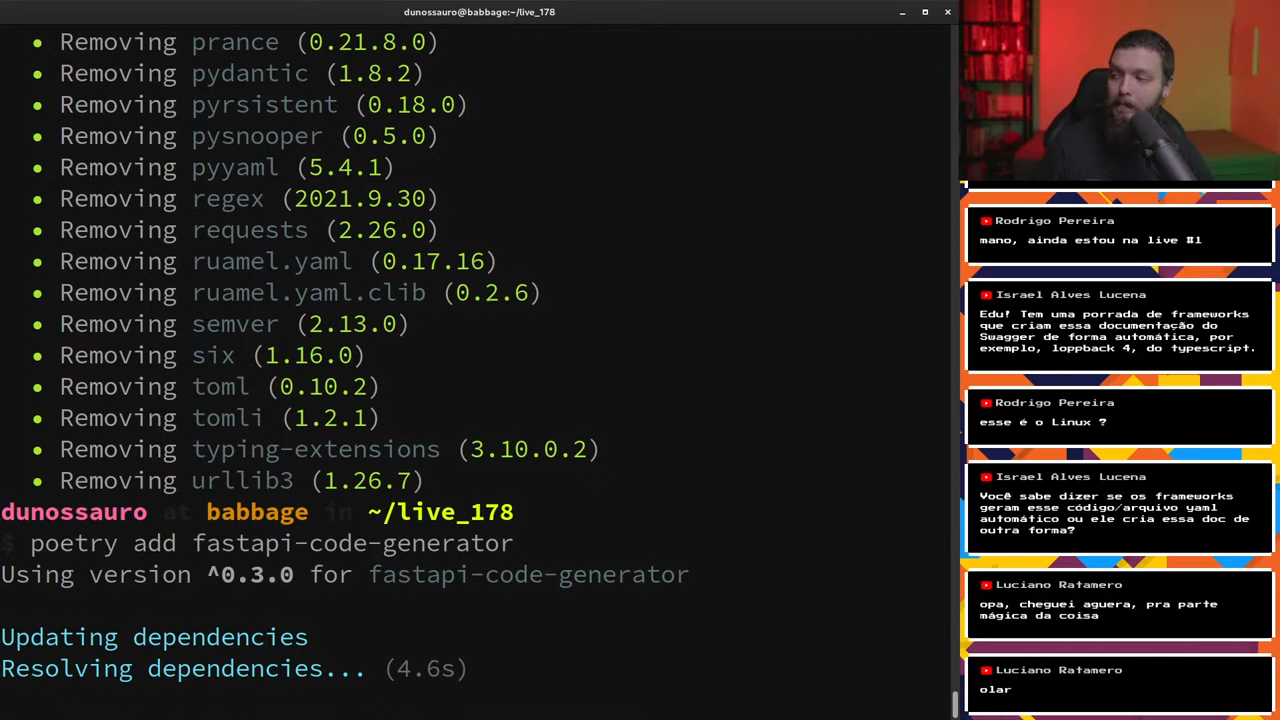 dunossauro@babbage:~/live_178
• Removing prance (0.21.8.0)
• Removing pydantic (1.8.2)
• Removing pyrsistent (0.18.0)
• Removing pysnooper (0.5.0)
• Removing pyyaml (5.4.1)
• Removing regex (2021.9.30)
• Removing requests (2.26.0)
• Removing ruamel.yaml (0.17.16)
• Removing ruamel.yaml.clib (0.2.6)
• Removing semver (2.13.0)
• Removing six (1.16.0)
• Removing toml (0.10.2)
• Removing tomli (1.2.1)
• Removing typing-extensions (3.10.0.2)
• Removing urllib3 (1.26.7)
dunossauro at babbage in ~/live_178
$ poetry add fastapi-code-generator
Using version ^0.3.0 for fastapi-code-generator
Updating dependencies
Resolving dependencies... (4.6s)
Rodrigo Pereira
mano, ainda estou na live #1
Israel Alves Lucena
Edu! Tem uma porrada de frameworks
que criam essa documentação do
Swagger de forma automática, por
exemplo, loppback 4, do typescript.
Rodrigo Pereira
esse é o Linux ?
Israel Alves Lucena
Você sabe dizer se os frameworks
geram esse código/arquivo yaml
automático ou ele cria essa doc de
outra forma?
Luciano Ratamero
opa, cheguei aguera, pra parte
mágica da coisa
Luciano Ratamero
olar